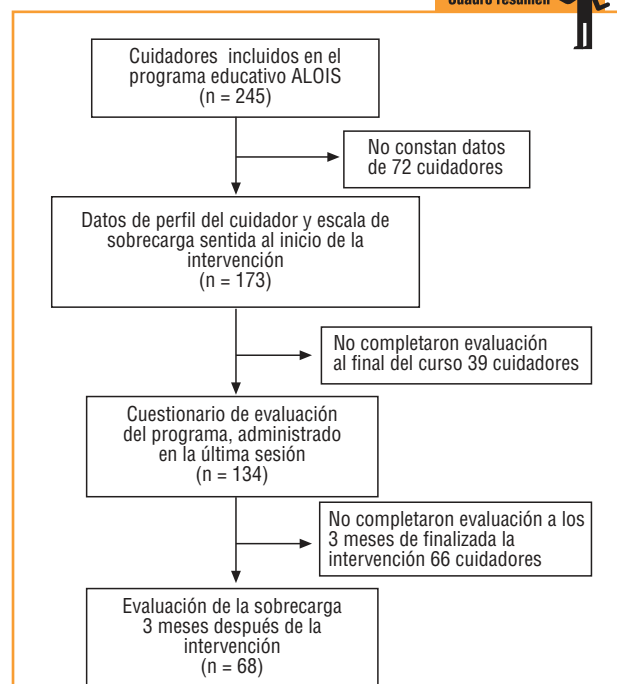 Cuadro resumen
Cuidadores incluidos en el
programa educativo ALOIS
(n = 245)
No constan datos
de 72 cuidadores
Datos de perfil del cuidador y escala de
sobrecarga sentida al inicio de la
intervención
(n = 173)
No completaron evaluación
al final del curso 39 cuidadores
Cuestionario de evaluación
del programa, administrado
en la última sesión
(n = 134)
No completaron evaluación a los
3 meses de finalizada la
intervención 66 cuidadores
Evaluación de la sobrecarga
3 meses después de la
intervención
(n = 68)